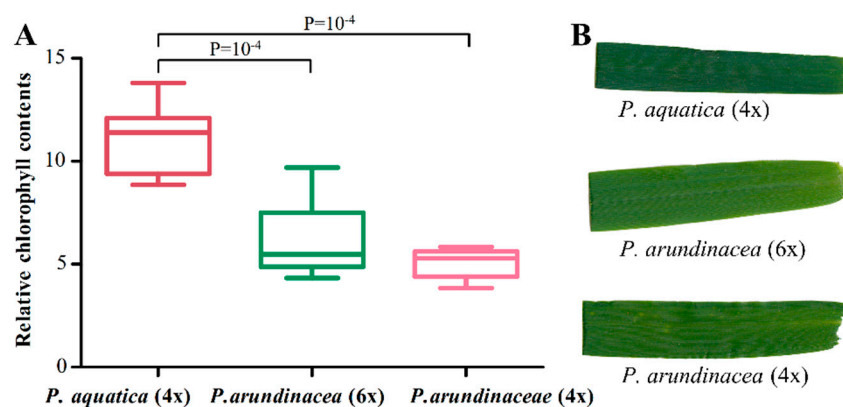 A
P=10-4
P=10-4
Relative chlorophyll contents
15
10
5
0
P. aquatica (4x)
P.arundinacea (6x)
P.arundinaceae (4x)
B
P. aquatica (4x)
P. arundinacea (6x)
P. arundinacea (4x)